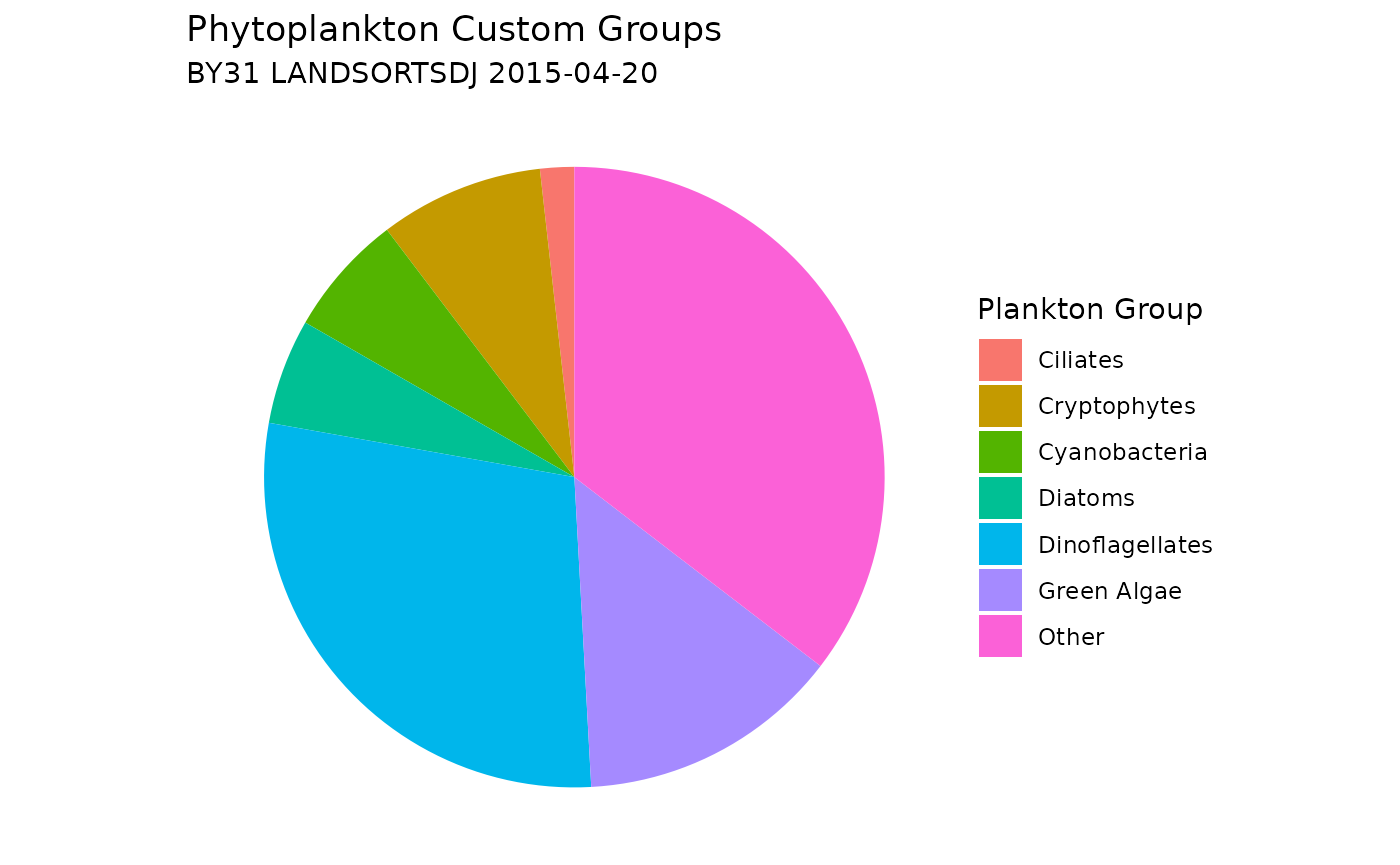 Phytoplankton Custom Groups
BY31 LANDSORTSDJ 2015-04-20
Plankton Group
Ciliates
Cryptophytes
Cyanobacteria
Diatoms
Dinoflagellates
Green Algae
Other